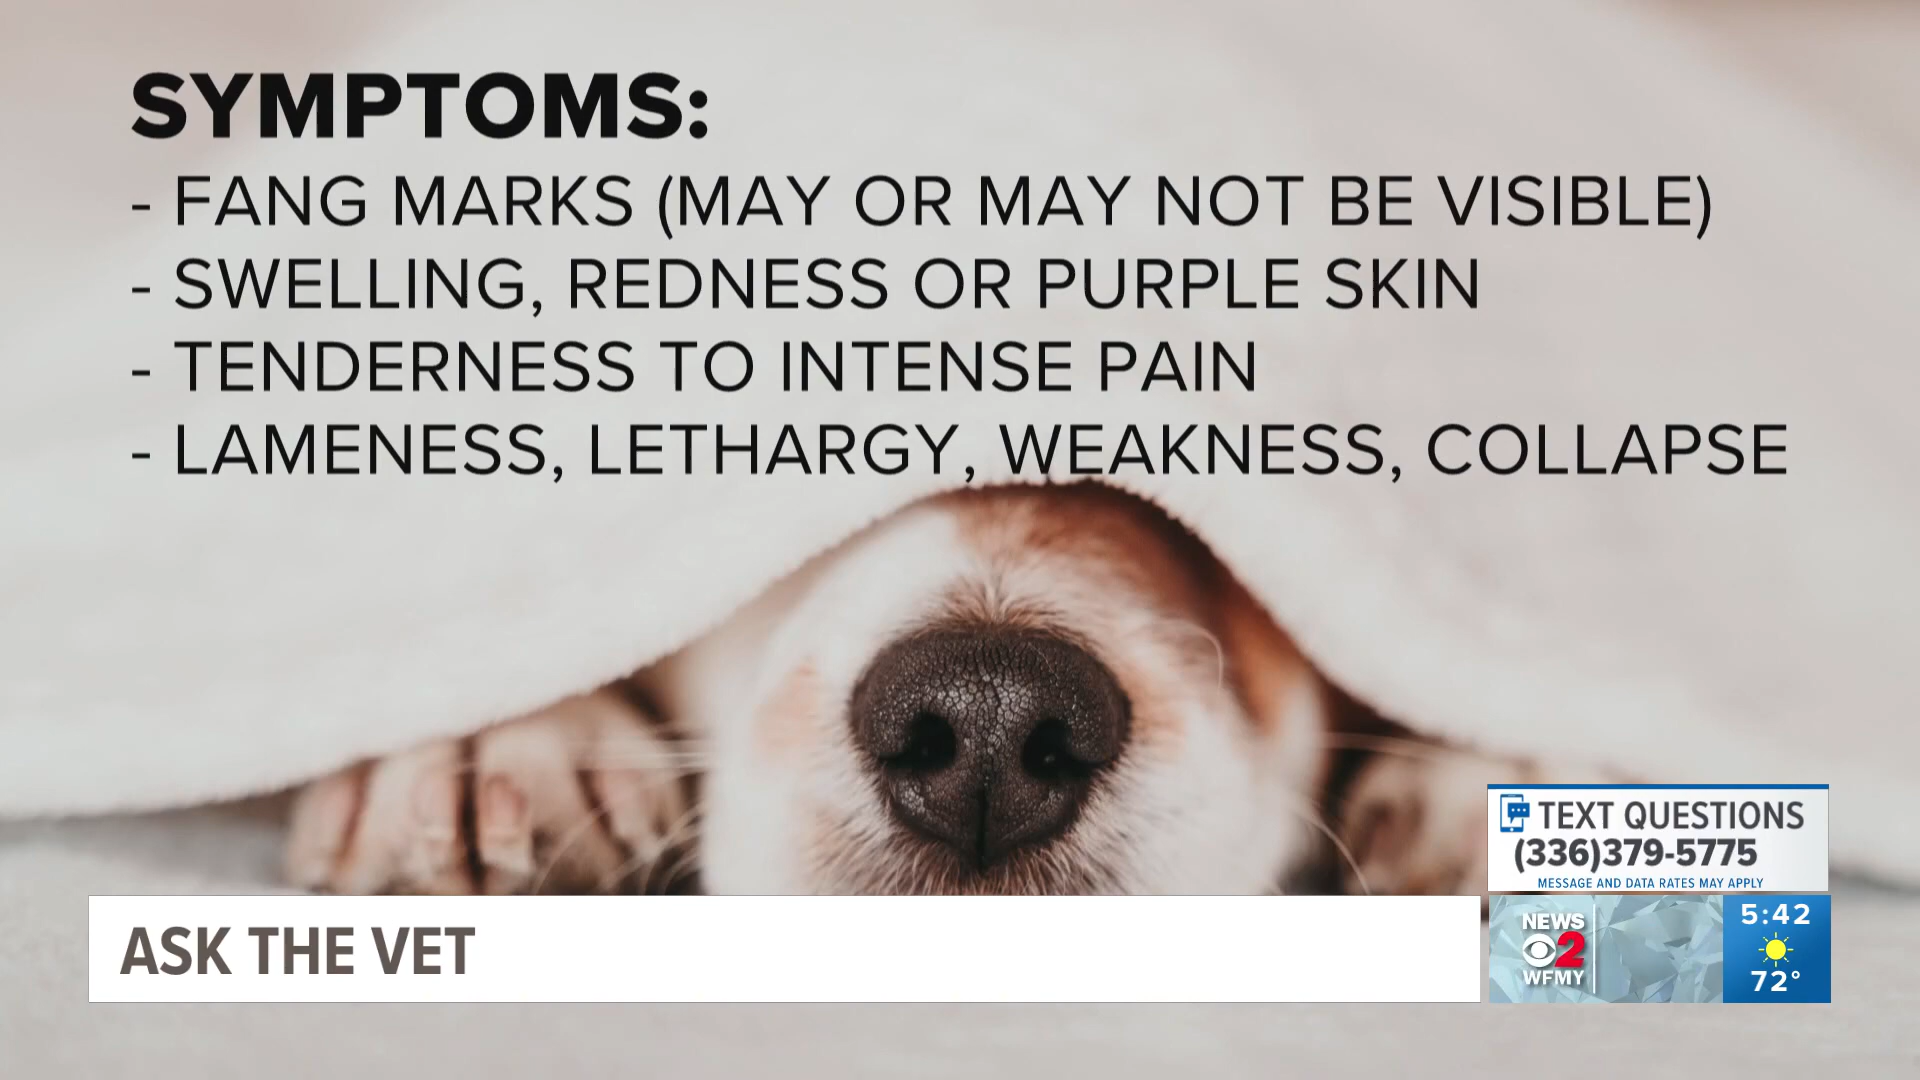 SYMPTOMS:
- FANG MARKS (MAY OR MAY NOT BE VISIBLE)
- SWELLING, REDNESS OR PURPLE SKIN
- TENDERNESS TO INTENSE PAIN
- LAMENESS, LETHARGY, WEAKNESS, COLLAPSE
TEXT QUESTIONS
(336)379-5775
MESSAGE AND DATA RATES MAY APPLY
ASK THE VET
NEWS
2
WFMY
5:42
72°